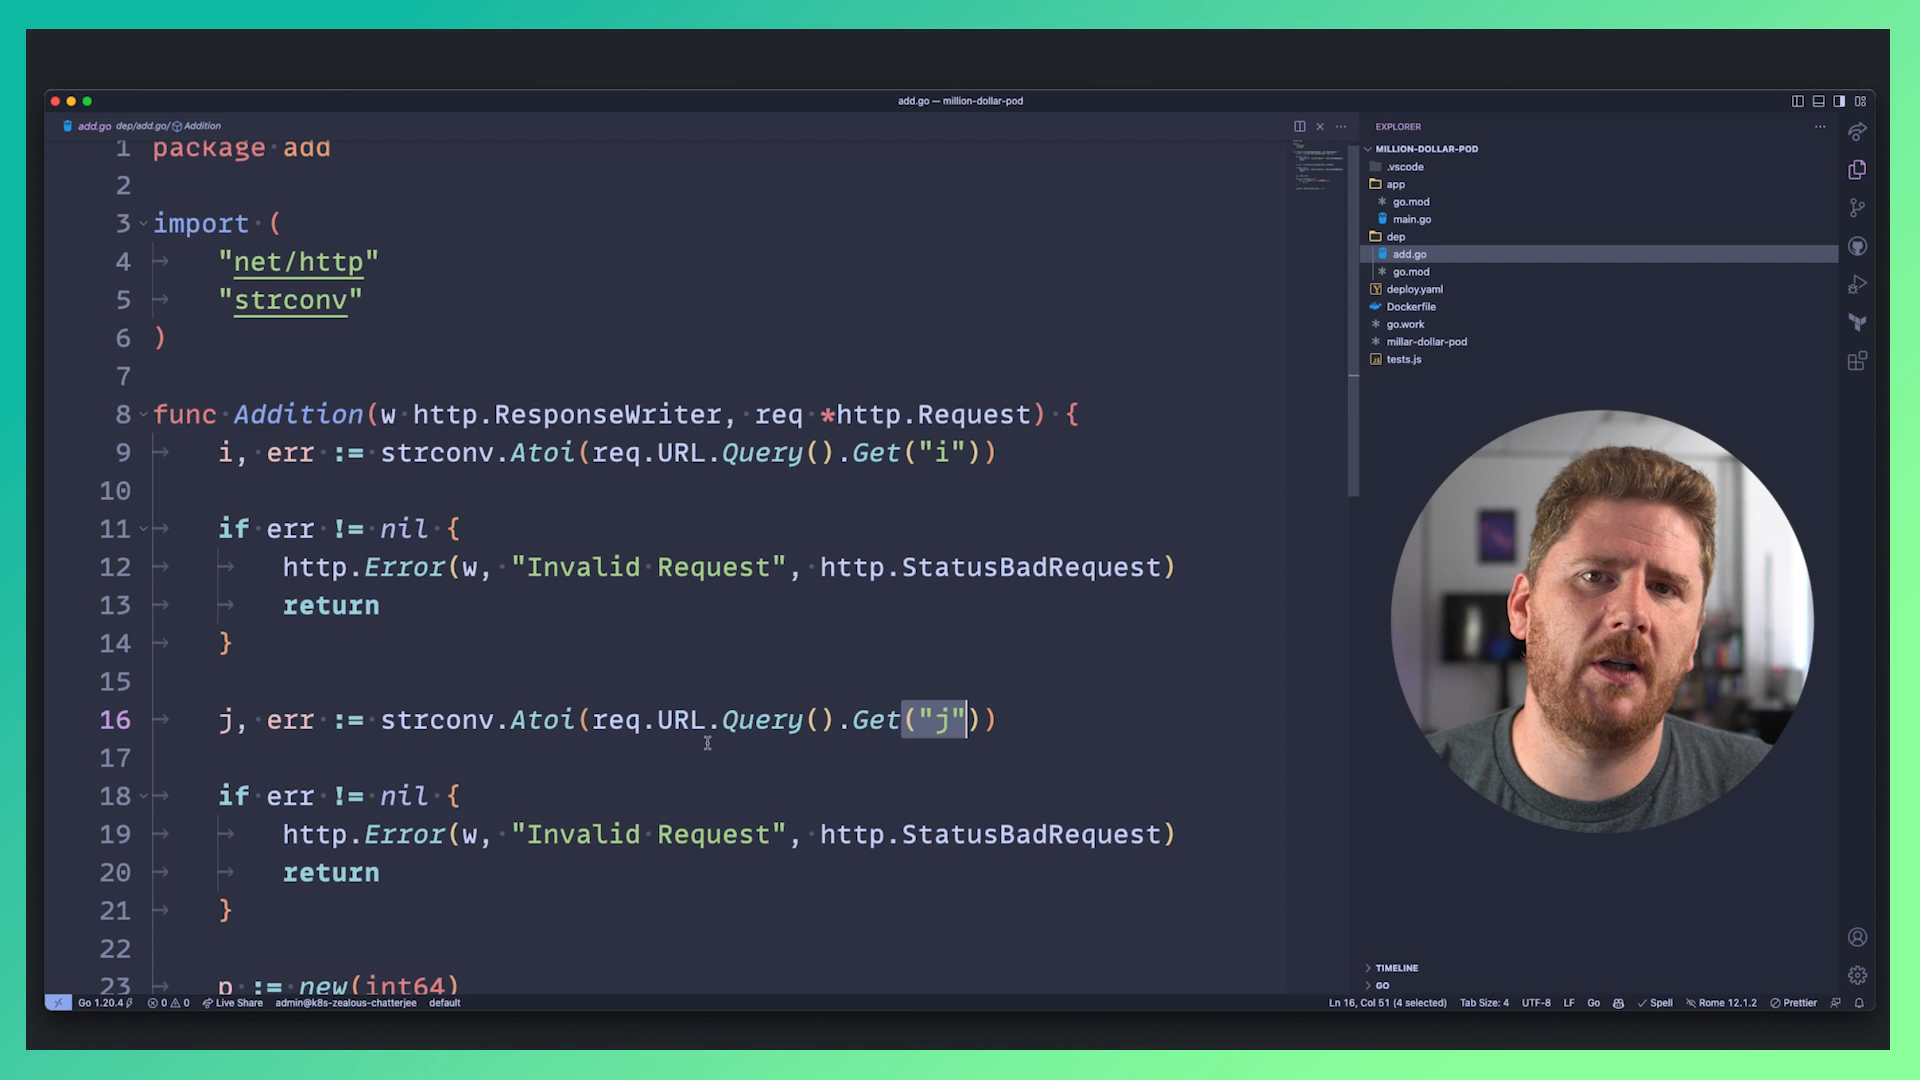 add.go — million-dollar-pod
add.go dep/add.go/ Addition
1 package add
2
3 import (
4 "net/http"
5 "strconv"
6 )
7
8 func Addition(w http.ResponseWriter, req *http.Request) {
9 i, err := strconv.Atoi(req.URL.Query().Get("i"))
10
11 if err != nil {
12 http.Error(w, "Invalid Request", http.StatusBadRequest)
13 return
14 }
15
16 j, err := strconv.Atoi(req.URL.Query().Get("j"))
17
18 if err != nil {
19 http.Error(w, "Invalid Request", http.StatusBadRequest)
20 return
21 }
22
23 p := new(int64)
EXPLORER
MILLION-DOLLAR-POD
.vscode
app
go.mod
main.go
dep
add.go
go.mod
deploy.yaml
Dockerfile
go.work
millar-dollar-pod
tests.js
TIMELINE
GO
Go 1.20.4 0 0 Live Share admin@k8s-zealous-chatterjee default
Ln 16, Col 51 (4 selected) Tab Size: 4 UTF-8 LF Go Spell Rome 12.1.2 Prettier